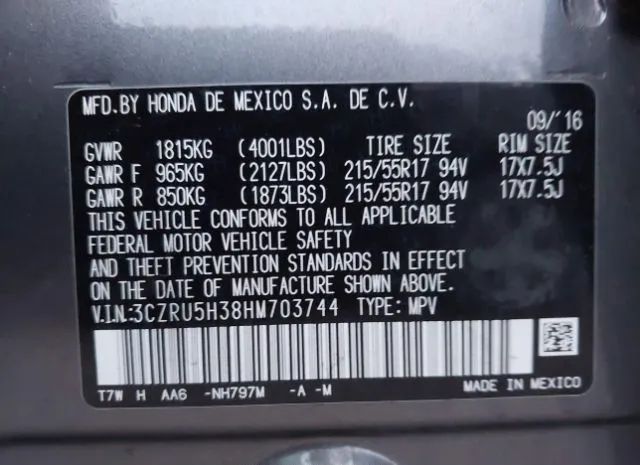 MFD. BY HONDA DE MEXICO S.A. DE C.V.
09/'16
GVWR 1815KG (4001LBS) TIRE SIZE RIM SIZE
GAWR F 965KG (2127LBS) 215/55R17 94V 17X7.5J
GAWR R 850KG (1873LBS) 215/55R17 94V 17X7.5J
THIS VEHICLE CONFORMS TO ALL APPLICABLE
FEDERAL MOTOR VEHICLE SAFETY
AND THEFT PREVENTION STANDARDS IN EFFECT
ON THE DATE OF MANUFACTURE SHOWN ABOVE.
V.I.N.:3CZRU5H38HM703744 TYPE: MPV
T7W H AA6 -NH797M -A -M MADE IN MEXICO